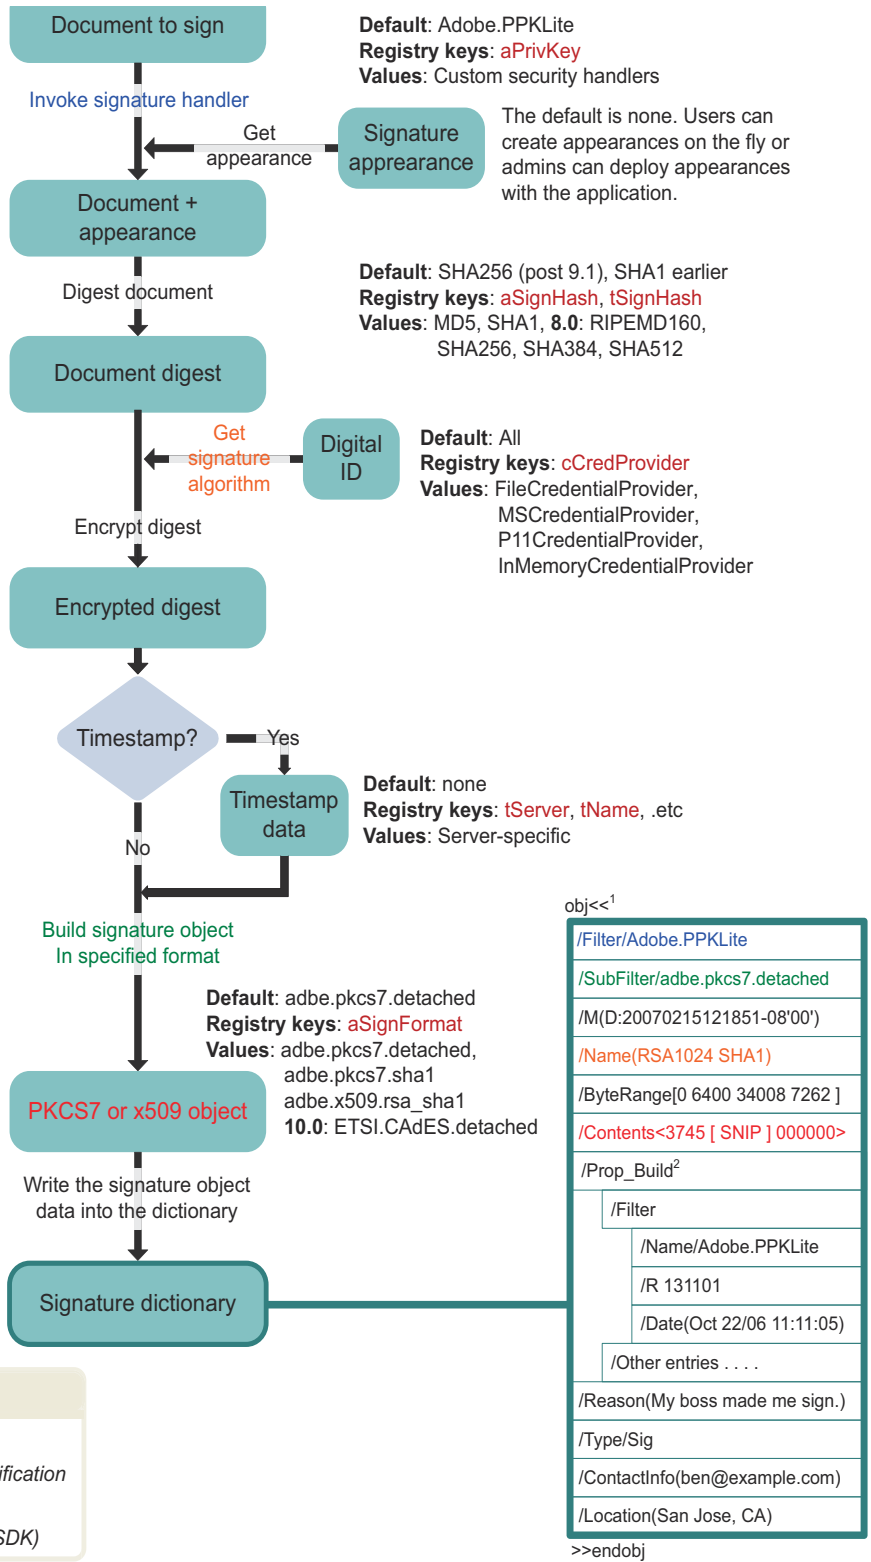 Document to sign
Default: Adobe.PPKLite
Registry keys: aPrivKey
Values: Custom security handlers
Invoke signature handler
Get
appearance
Signature
apprearance
The default is none. Users can
create appearances on the fly or
admins can deploy appearances
with the application.
Document +
appearance
Digest document
Default: SHA256 (post 9.1), SHA1 earlier
Registry keys: aSignHash, tSignHash
Values: MD5, SHA1, 8.0: RIPEMD160,
SHA256, SHA384, SHA512
Document digest
Get
signature
algorithm
Digital
ID
Default: All
Registry keys: cCredProvider
Values: FileCredentialProvider,
MSCredentialProvider,
P11CredentialProvider,
InMemoryCredentialProvider
Encrypt digest
Encrypted digest
Timestamp?
Yes
Timestamp
data
Default: none
Registry keys: tServer, tName, .etc
Values: Server-specific
No
Build signature object
In specified format
Default: adbe.pkcs7.detached
Registry keys: aSignFormat
Values: adbe.pkcs7.detached,
adbe.pkcs7.sha1
adbe.x509.rsa_sha1
10.0: ETSI.CAdES.detached
PKCS7 or x509 object
Write the signature object
data into the dictionary
Signature dictionary
obj<<1
/Filter/Adobe.PPKLite
/SubFilter/adbe.pkcs7.detached
/M(D:20070215121851-08'00')
/Name(RSA1024 SHA1)
/ByteRange[0 6400 34008 7262 ]
/Contents<3745 [ SNIP ] 000000>
/Prop_Build2
/Filter
/Name/Adobe.PPKLite
/R 131101
/Date(Oct 22/06 11:11:05)
/Other entries . . . .
/Reason(My boss made me sign.)
/Type/Sig
/ContactInfo(ben@example.com)
/Location(San Jose, CA)
>>endobj
ification
SDK)